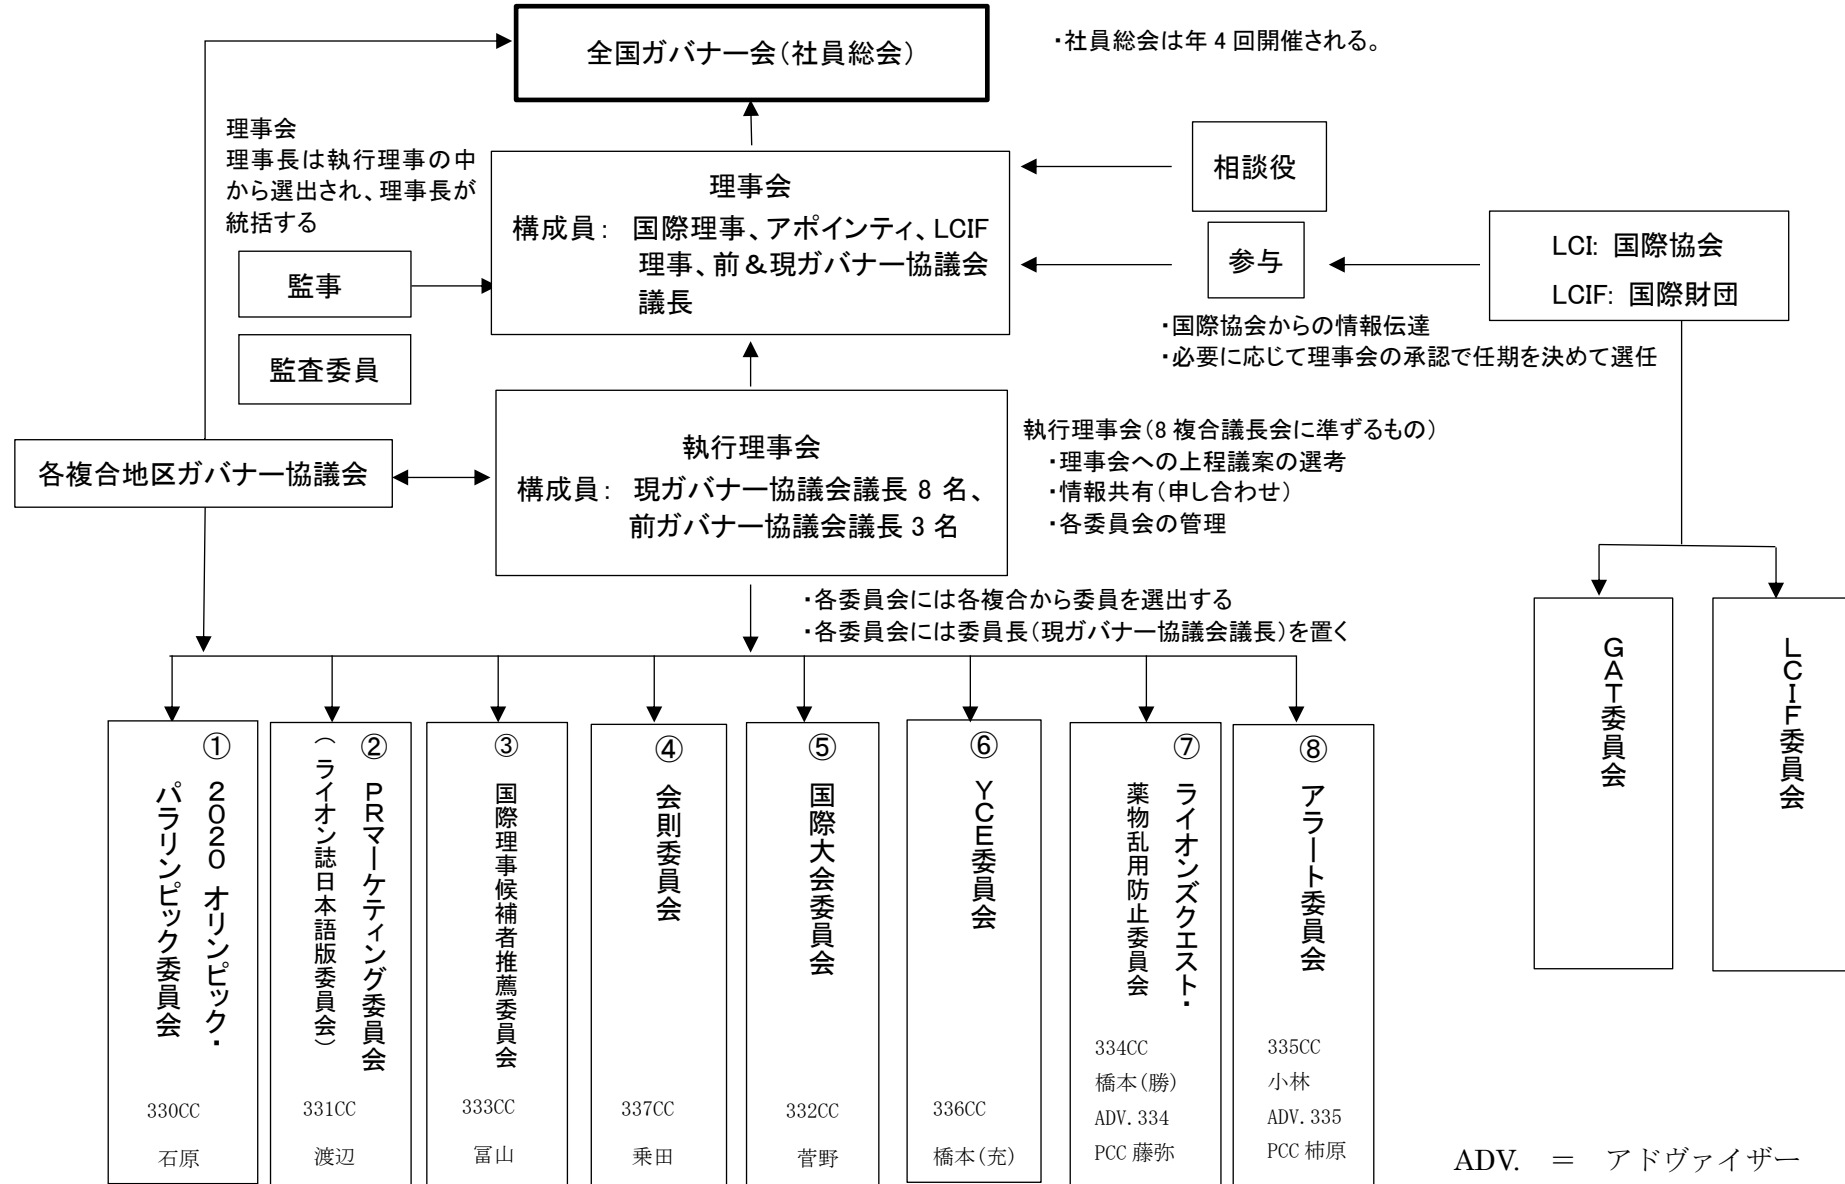 全国ガバナー会(社員総会)
・社員総会は年 4 回開催される。
理事会
理事長は執行理事の中
から選出され、理事長が
統括する
理事会
構成員: 国際理事、アポインティ、LCIF
理事、前&現ガバナー協議会
議長
相談役
参与
LCI: 国際協会
LCIF: 国際財団
・国際協会からの情報伝達
・必要に応じて理事会の承認で任期を決めて選任
監事
監査委員
各複合地区ガバナー協議会
執行理事会
構成員: 現ガバナー協議会議長 8 名、
前ガバナー協議会議長 3 名
執行理事会(8 複合議長会に準ずるもの)
・理事会への上程議案の選考
・情報共有(申し合わせ)
・各委員会の管理
・各委員会には各複合から委員を選出する
・各委員会には委員長(現ガバナー協議会議長)を置く
GAT委員会
LCIF委員会
① 2020 オリンピック・
パラリンピック委員会
330CC
石原
② PRマーケティング委員会
(ライオン誌日本語版委員会)
331CC
渡辺
③ 国際理事候補者推薦委員会
333CC
冨山
④ 会則委員会
337CC
乗田
⑤ 国際大会委員会
332CC
菅野
⑥ YCE委員会
336CC
橋本(充)
⑦ ライオンズクエスト・
薬物乱用防止委員会
334CC
橋本(勝)
ADV.334
PCC 藤弥
⑧ アラート委員会
335CC
小林
ADV.335
PCC 柿原
ADV. = アドヴァイザー